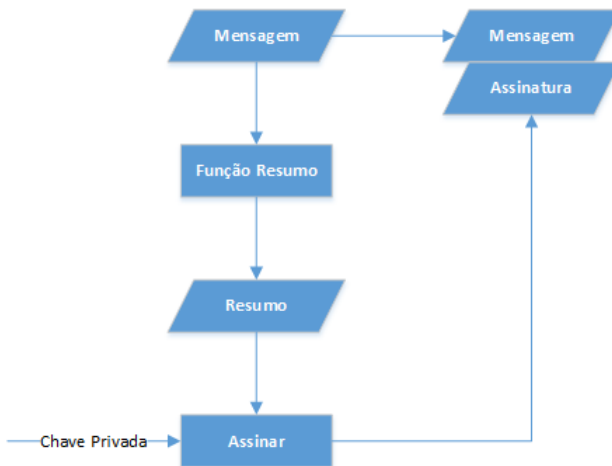 Mensagem
Mensagem
Assinatura
Função Resumo
Resumo
Chave Privada
Assinar